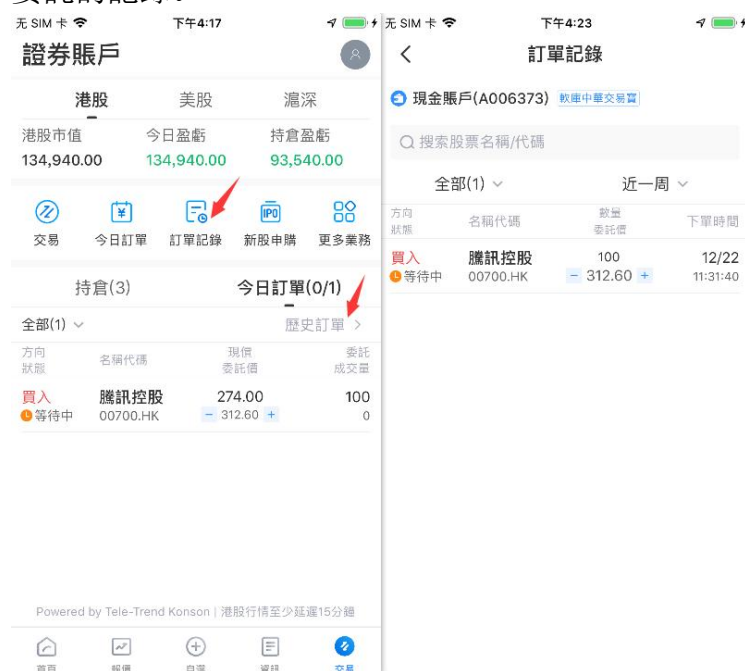 无 SIM 卡
下午4:17
證券賬戶
港股
美股
滬深
港股市值
今日盈虧
持倉盈虧
134,940.00
134,940.00
93,540.00
交易
今日訂單
訂單記錄
IPO
新股申購
更多業務
持倉(3)
今日訂單(0/1)
全部(1)
歷史訂單 >
方向
狀態
名稱代碼
現價
委託價
委託
成交量
買入
等待中
騰訊控股
00700.HK
274.00
− 312.60 +
100
0
Powered by Tele-Trend Konson | 港股行情至少延遲15分鐘
无 SIM 卡
下午4:23
訂單記錄
現金賬戶(A006373)
軟庫中華交易寶
搜索股票名稱/代碼
全部(1)
近一周
方向
狀態
名稱代碼
數量
委託價
下單時間
買入
等待中
騰訊控股
00700.HK
100
− 312.60 +
12/22
11:31:40